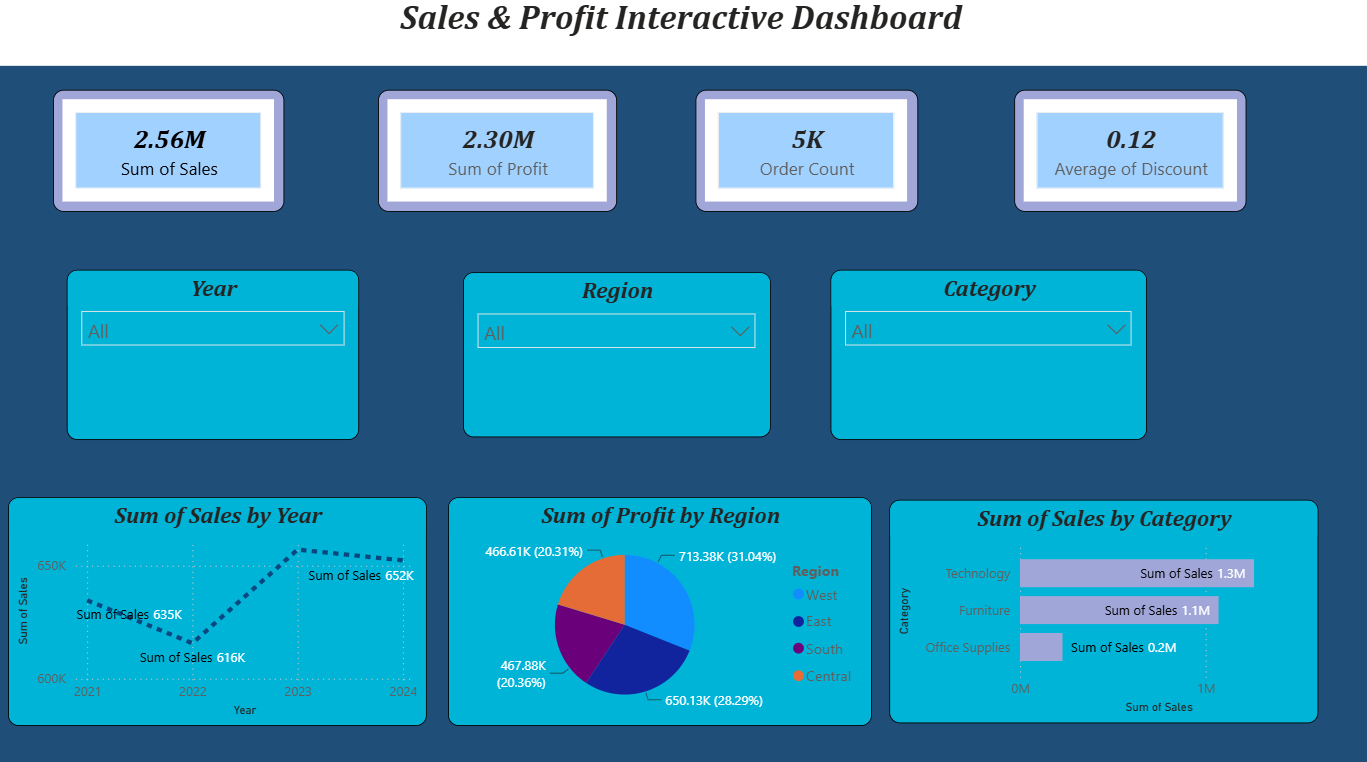 Sales & Profit Interactive Dashboard
2.56M
Sum of Sales
2.30M
Sum of Profit
5K
Order Count
0.12
Average of Discount
Year
All
Region
All
Category
All
Sum of Sales by Year
Sum of Sales
650K
600K
Sum of Sales 635K
Sum of Sales 616K
Sum of Sales 652K
2021
2022
2023
2024
Year
Sum of Profit by Region
466.61K (20.31%)
713.38K (31.04%)
467.88K
(20.36%)
650.13K (28.29%)
Region
West
East
South
Central
Sum of Sales by Category
Category
Technology
Sum of Sales 1.3M
Furniture
Sum of Sales 1.1M
Office Supplies
Sum of Sales 0.2M
0M
1M
Sum of Sales